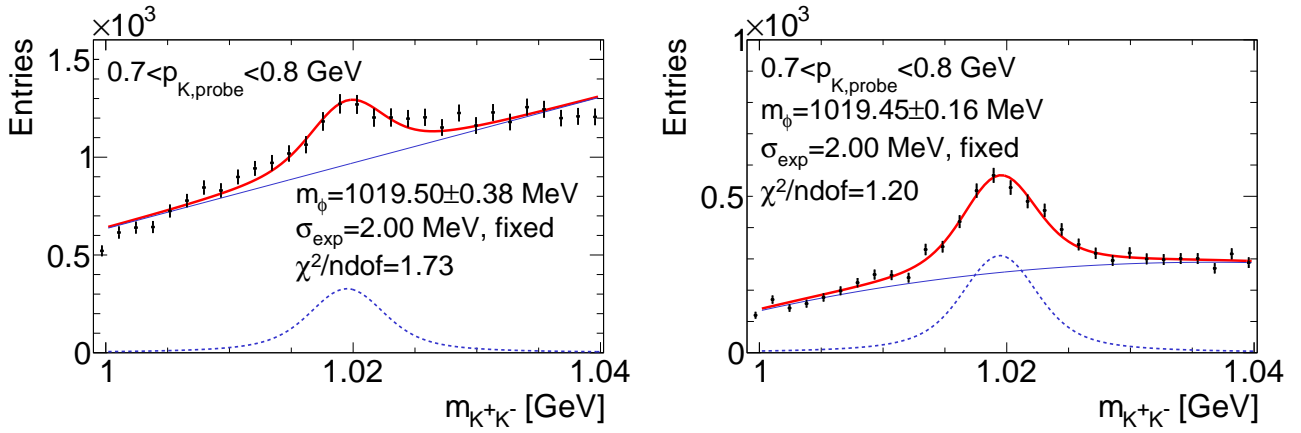 ×10³
Entries
1.5
1
0.5
0
0.7<p_K,probe<0.8 GeV
m_ϕ=1019.50±0.38 MeV
σ_exp=2.00 MeV, fixed
χ²/ndof=1.73
1 1.02 1.04
m_K⁺K⁻ [GeV]
×10³
Entries
1
0.5
0
0.7<p_K,probe<0.8 GeV
m_ϕ=1019.45±0.16 MeV
σ_exp=2.00 MeV, fixed
χ²/ndof=1.20
1 1.02 1.04
m_K⁺K⁻ [GeV]